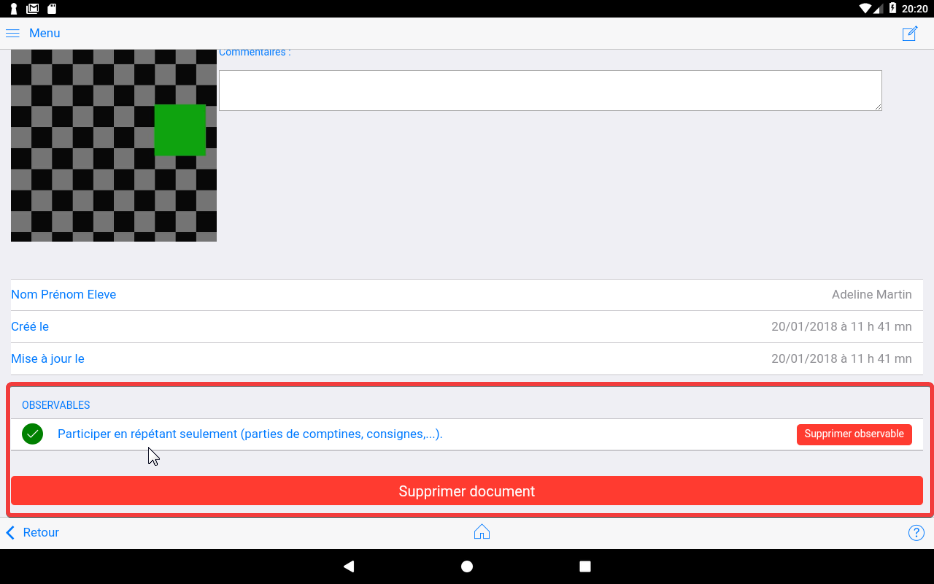 20:20
Menu
Commentaires :
Nom Prénom Eleve
Adeline Martin
Créé le
20/01/2018 à 11 h 41 mn
Mise à jour le
20/01/2018 à 11 h 41 mn
OBSERVABLES
Participer en répétant seulement (parties de comptines, consignes,...).
Supprimer observable
Supprimer document
Retour